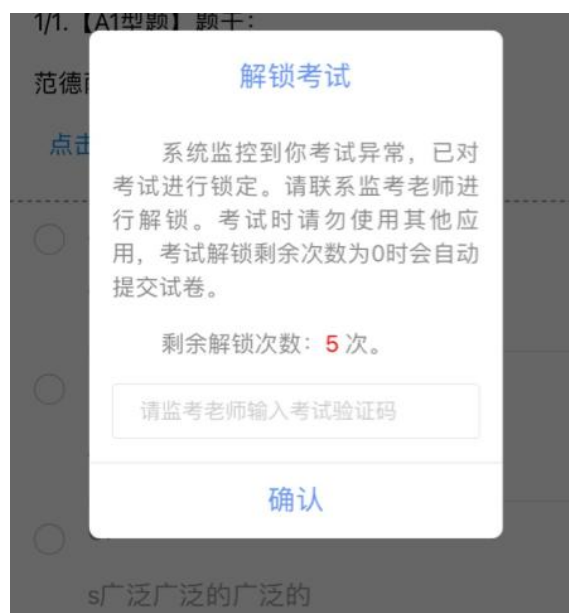 1/1.【A1型题】题干：
范德
点击
解锁考试
系统监控到你考试异常，已对
考试进行锁定。请联系监考老师进
行解锁。考试时请勿使用其他应
用，考试解锁剩余次数为0时会自动
提交试卷。
剩余解锁次数：5 次。
请监考老师输入考试验证码
确认
s广泛广泛的广泛的